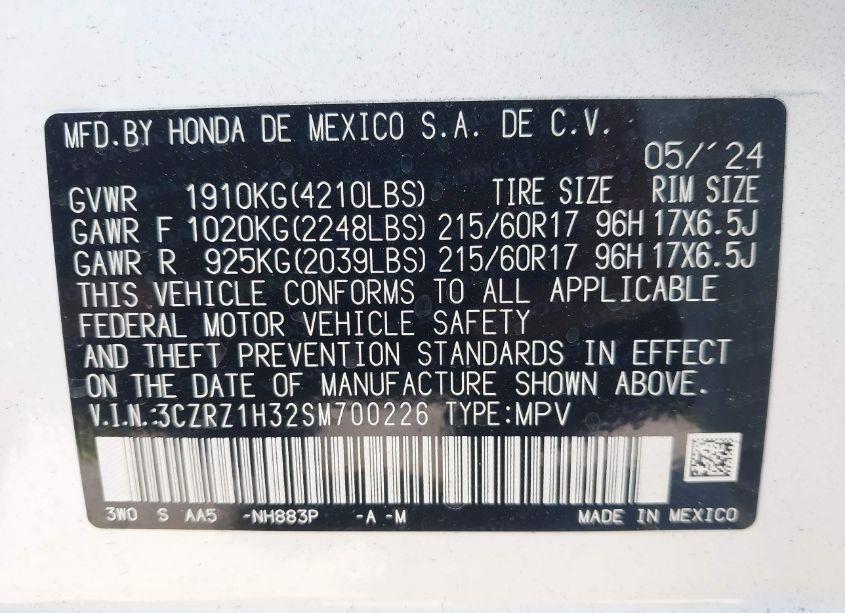 MFD.BY HONDA DE MEXICO S.A. DE C.V.
05/'24
GVWR 1910KG(4210LBS) TIRE SIZE RIM SIZE
GAWR F 1020KG(2248LBS) 215/60R17 96H 17X6.5J
GAWR R 925KG(2039LBS) 215/60R17 96H 17X6.5J
THIS VEHICLE CONFORMS TO ALL APPLICABLE
FEDERAL MOTOR VEHICLE SAFETY
AND THEFT PREVENTION STANDARDS IN EFFECT
ON THE DATE OF MANUFACTURE SHOWN ABOVE.
V.I.N.:3CZRZ1H32SM700226 TYPE:MPV
3W0 S AA5 -NH883P -A -M MADE IN MEXICO